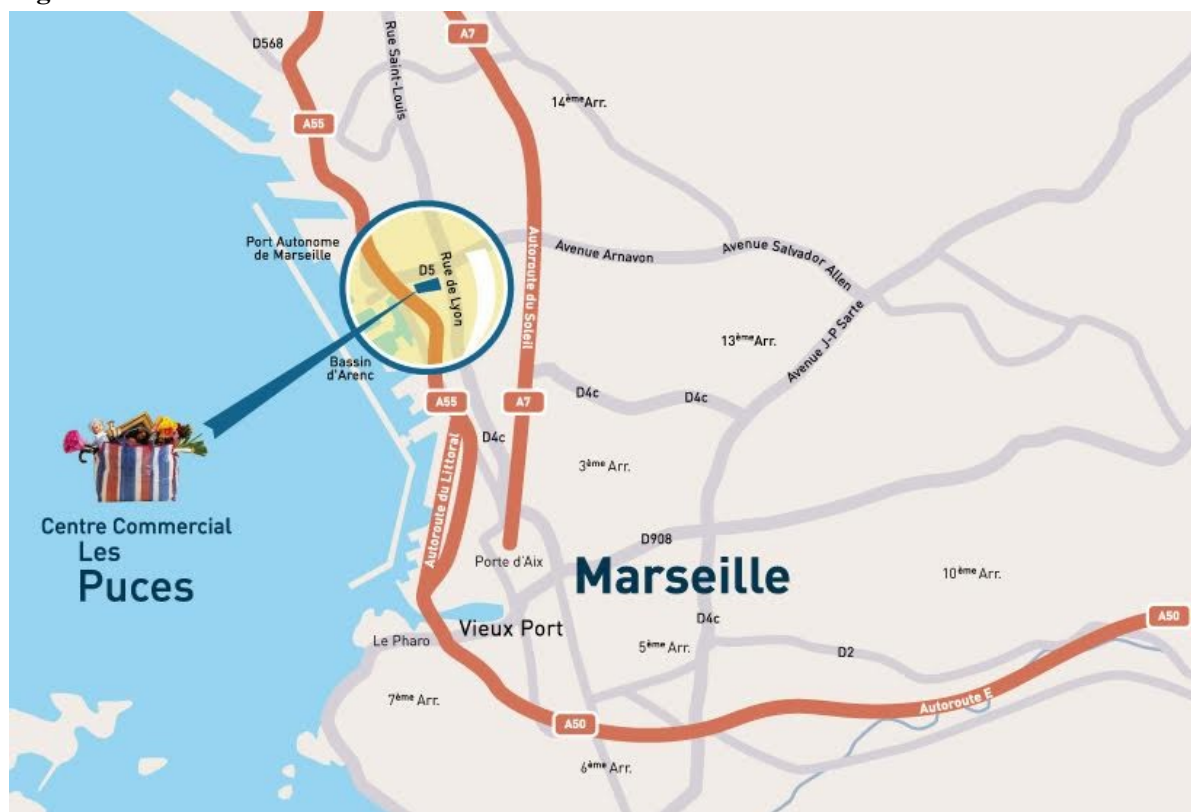 D568
Rue Saint-Louis
A7
14ème Arr.
A55
Port Autonome
de Marseille
D5
Rue de Lyon
Autoroute du Soleil
Avenue Arnavon
Avenue Salvador Allen
13ème Arr.
Avenue J-P Sarte
Bassin
d'Arenc
A55
A7
D4c
D4c
D4c
3ème Arr.
Autoroute du Littoral
Centre Commercial
Les
Puces
Porte d'Aix
D908
Marseille
10ème Arr.
Vieux Port
Le Pharo
D4c
5ème Arr.
D2
A50
7ème Arr.
Autoroute E
A50
6ème Arr.